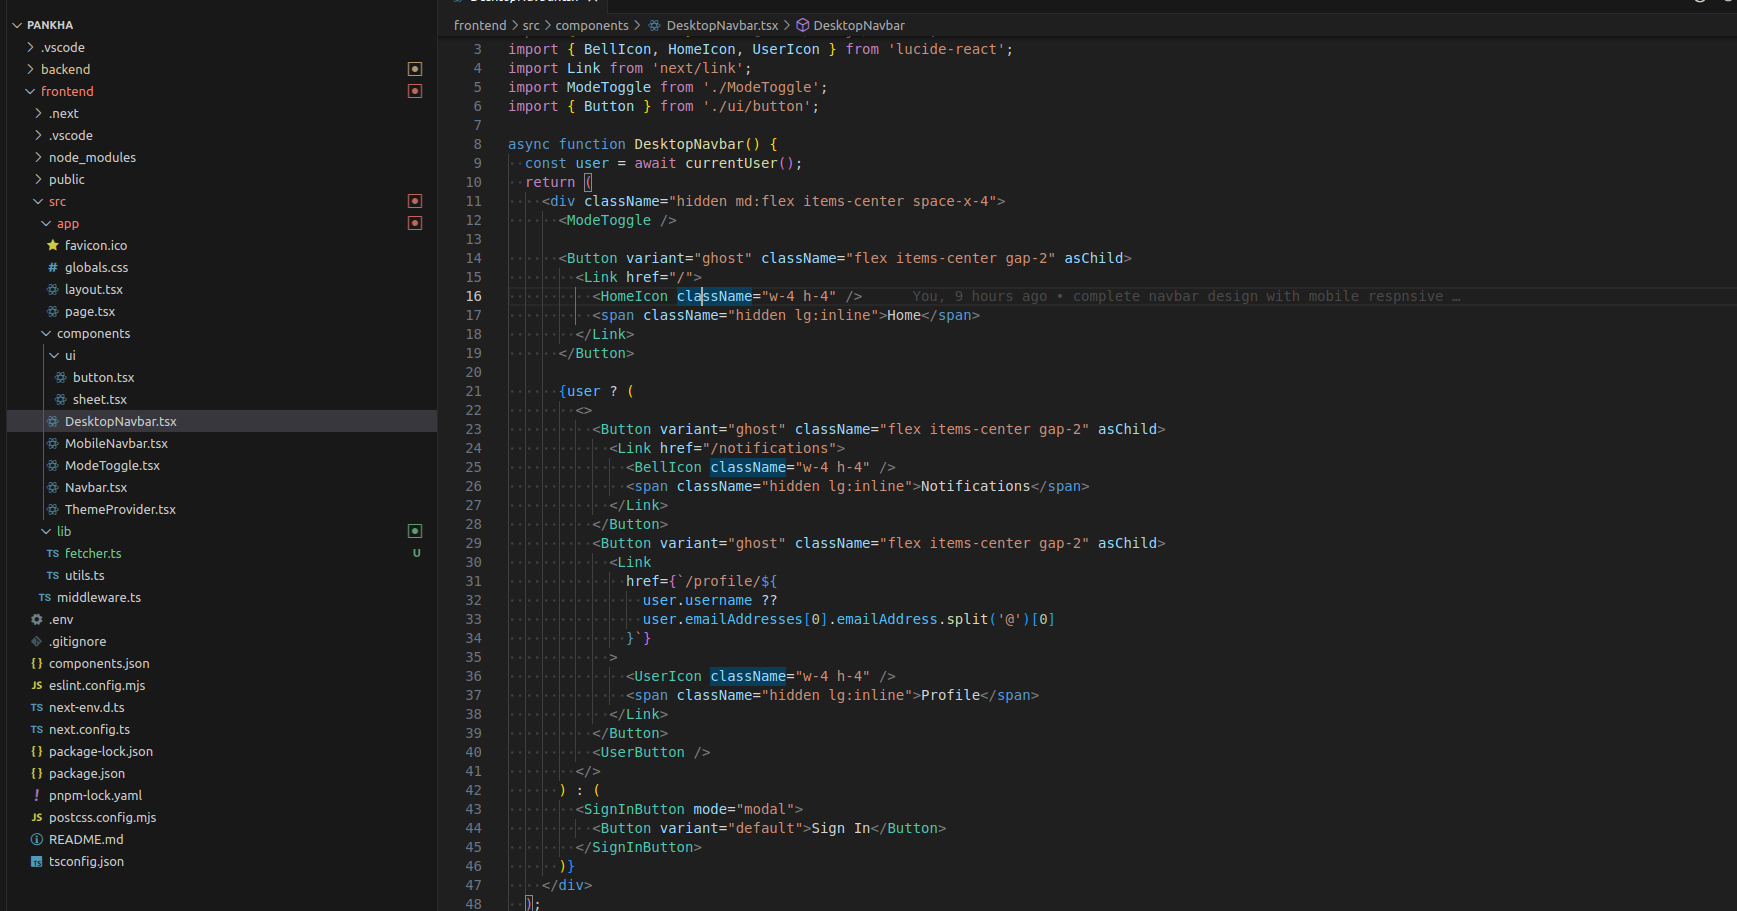 PANKHA
.vscode
backend
frontend
.next
.vscode
node_modules
public
src
app
favicon.ico
# globals.css
layout.tsx
page.tsx
components
ui
button.tsx
sheet.tsx
DesktopNavbar.tsx
MobileNavbar.tsx
ModeToggle.tsx
Navbar.tsx
ThemeProvider.tsx
lib
TS fetcher.ts U
TS utils.ts
TS middleware.ts
.env
.gitignore
{} components.json
JS eslint.config.mjs
TS next-env.d.ts
TS next.config.ts
{} package-lock.json
{} package.json
! pnpm-lock.yaml
JS postcss.config.mjs
README.md
TS tsconfig.json
frontend > src > components > DesktopNavbar.tsx > DesktopNavbar
3 import { BellIcon, HomeIcon, UserIcon } from 'lucide-react';
4 import Link from 'next/link';
5 import ModeToggle from './ModeToggle';
6 import { Button } from './ui/button';
7
8 async function DesktopNavbar() {
9 const user = await currentUser();
10 return (
11 <div className="hidden md:flex items-center space-x-4">
12 <ModeToggle />
13
14 <Button variant="ghost" className="flex items-center gap-2" asChild>
15 <Link href="/">
16 <HomeIcon className="w-4 h-4" /> You, 9 hours ago • complete navbar design with mobile respnsive …
17 <span className="hidden lg:inline">Home</span>
18 </Link>
19 </Button>
20
21 {user ? (
22 <>
23 <Button variant="ghost" className="flex items-center gap-2" asChild>
24 <Link href="/notifications">
25 <BellIcon className="w-4 h-4" />
26 <span className="hidden lg:inline">Notifications</span>
27 </Link>
28 </Button>
29 <Button variant="ghost" className="flex items-center gap-2" asChild>
30 <Link
31 href={`/profile/${
32 user.username ??
33 user.emailAddresses[0].emailAddress.split('@')[0]
34 }`}
35 >
36 <UserIcon className="w-4 h-4" />
37 <span className="hidden lg:inline">Profile</span>
38 </Link>
39 </Button>
40 <UserButton />
41 </>
42 ) : (
43 <SignInButton mode="modal">
44 <Button variant="default">Sign In</Button>
45 </SignInButton>
46 )}
47 </div>
48 );